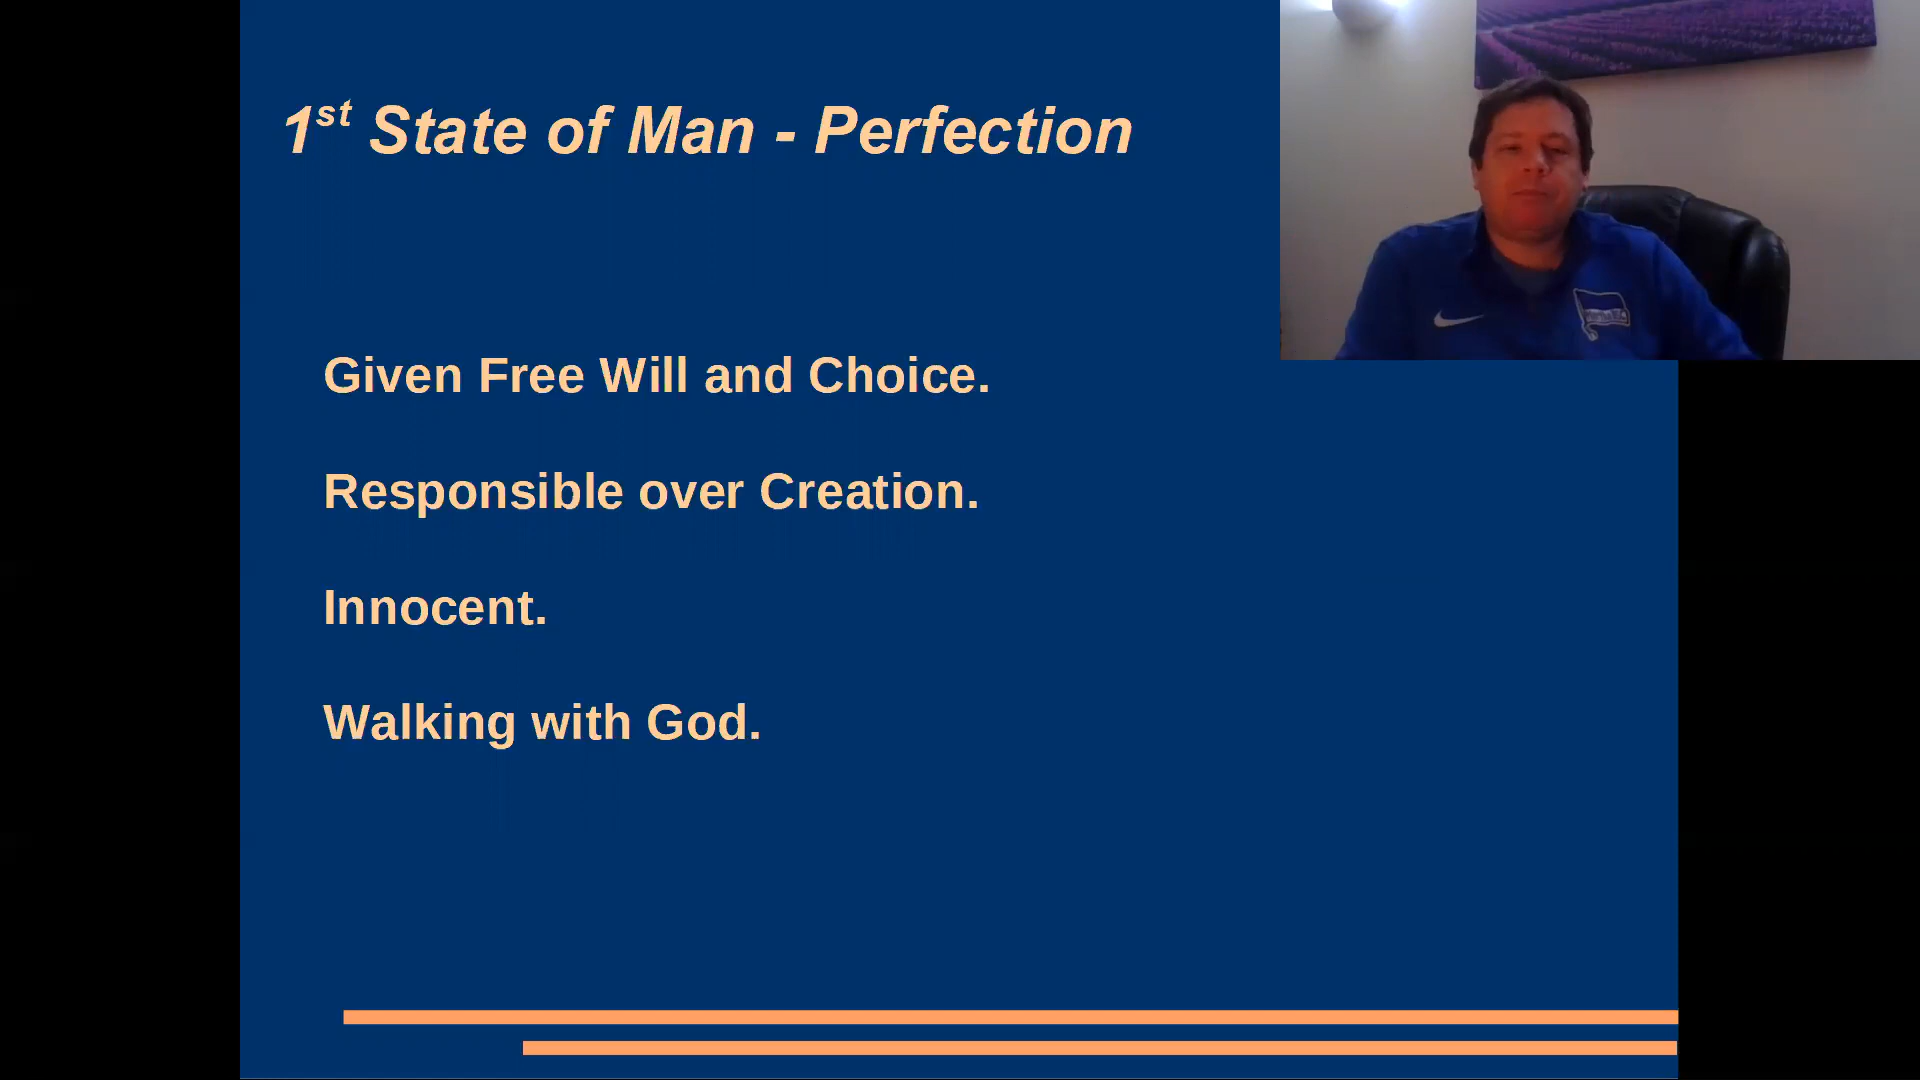 1st State of Man - Perfection
Given Free Will and Choice.
Responsible over Creation.
Innocent.
Walking with God.